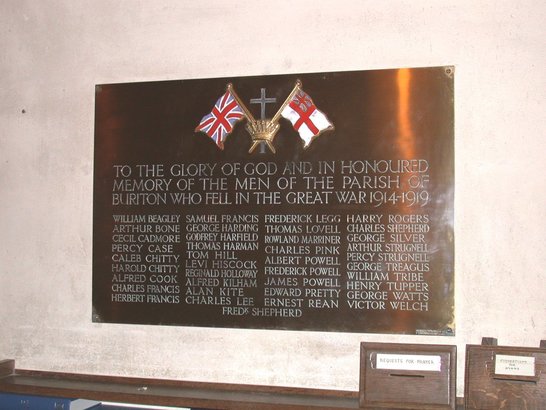 TO THE GLORY OF GOD AND IN HONOURED
MEMORY OF THE MEN OF THE PARISH OF
BURITON WHO FELL IN THE GREAT WAR 1914-1919
WILLIAM BEAGLEY SAMUEL FRANCIS FREDERICK LEGG HARRY ROGERS
ARTHUR BONE GEORGE HARDING THOMAS LOVELL CHARLES SHEPHERD
CECIL CADMORE GODFREY HARFIELD ROWLAND MARRINER GEORGE SILVER
PERCY CASE THOMAS HARMAN CHARLES PINK ARTHUR STRUGNELL
CALEB CHITTY TOM HILL ALBERT POWELL PERCY STRUGNELL
HAROLD CHITTY LEVI HISCOCK FREDERICK POWELL GEORGE TREAGUS
ALFRED COOK REGINALD HOLLOWAY JAMES POWELL WILLIAM TRIBE
CHARLES FRANCIS ALFRED KILHAM EDWARD PRETTY HENRY TUPPER
HERBERT FRANCIS ALAN KITE ERNEST REAN GEORGE WATTS
CHARLES LEE VICTOR WELCH
FREDK SHEPHERD
REQUESTS FOR PRAYER